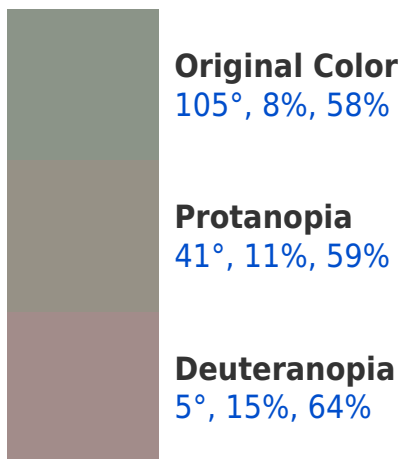 Original Color
105°, 8%, 58%
Protanopia
41°, 11%, 59%
Deuteranopia
5°, 15%, 64%